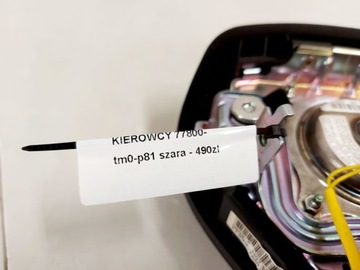 KIEROWCY 77800-
tm0-p81 szara - 490zł